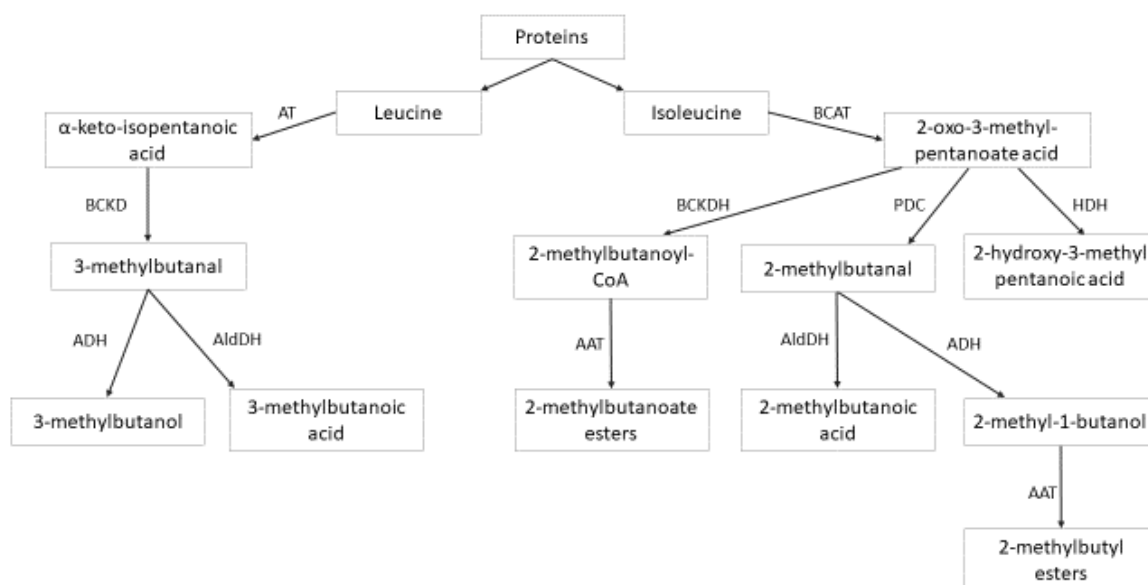 Proteins
Leucine
Isoleucine
AT
BCAT
α-keto-isopentanoic
acid
2-oxo-3-methyl-
pentanoate acid
BCKD
BCKDH
PDC
HDH
3-methylbutanal
2-methylbutanoyl-
CoA
2-methylbutanal
2-hydroxy-3-methyl
pentanoic acid
ADH
AldDH
AAT
AldDH
ADH
3-methylbutanol
3-methylbutanoic
acid
2-methylbutanoate
esters
2-methylbutanoic
acid
2-methyl-1-butanol
AAT
2-methylbutyl
esters